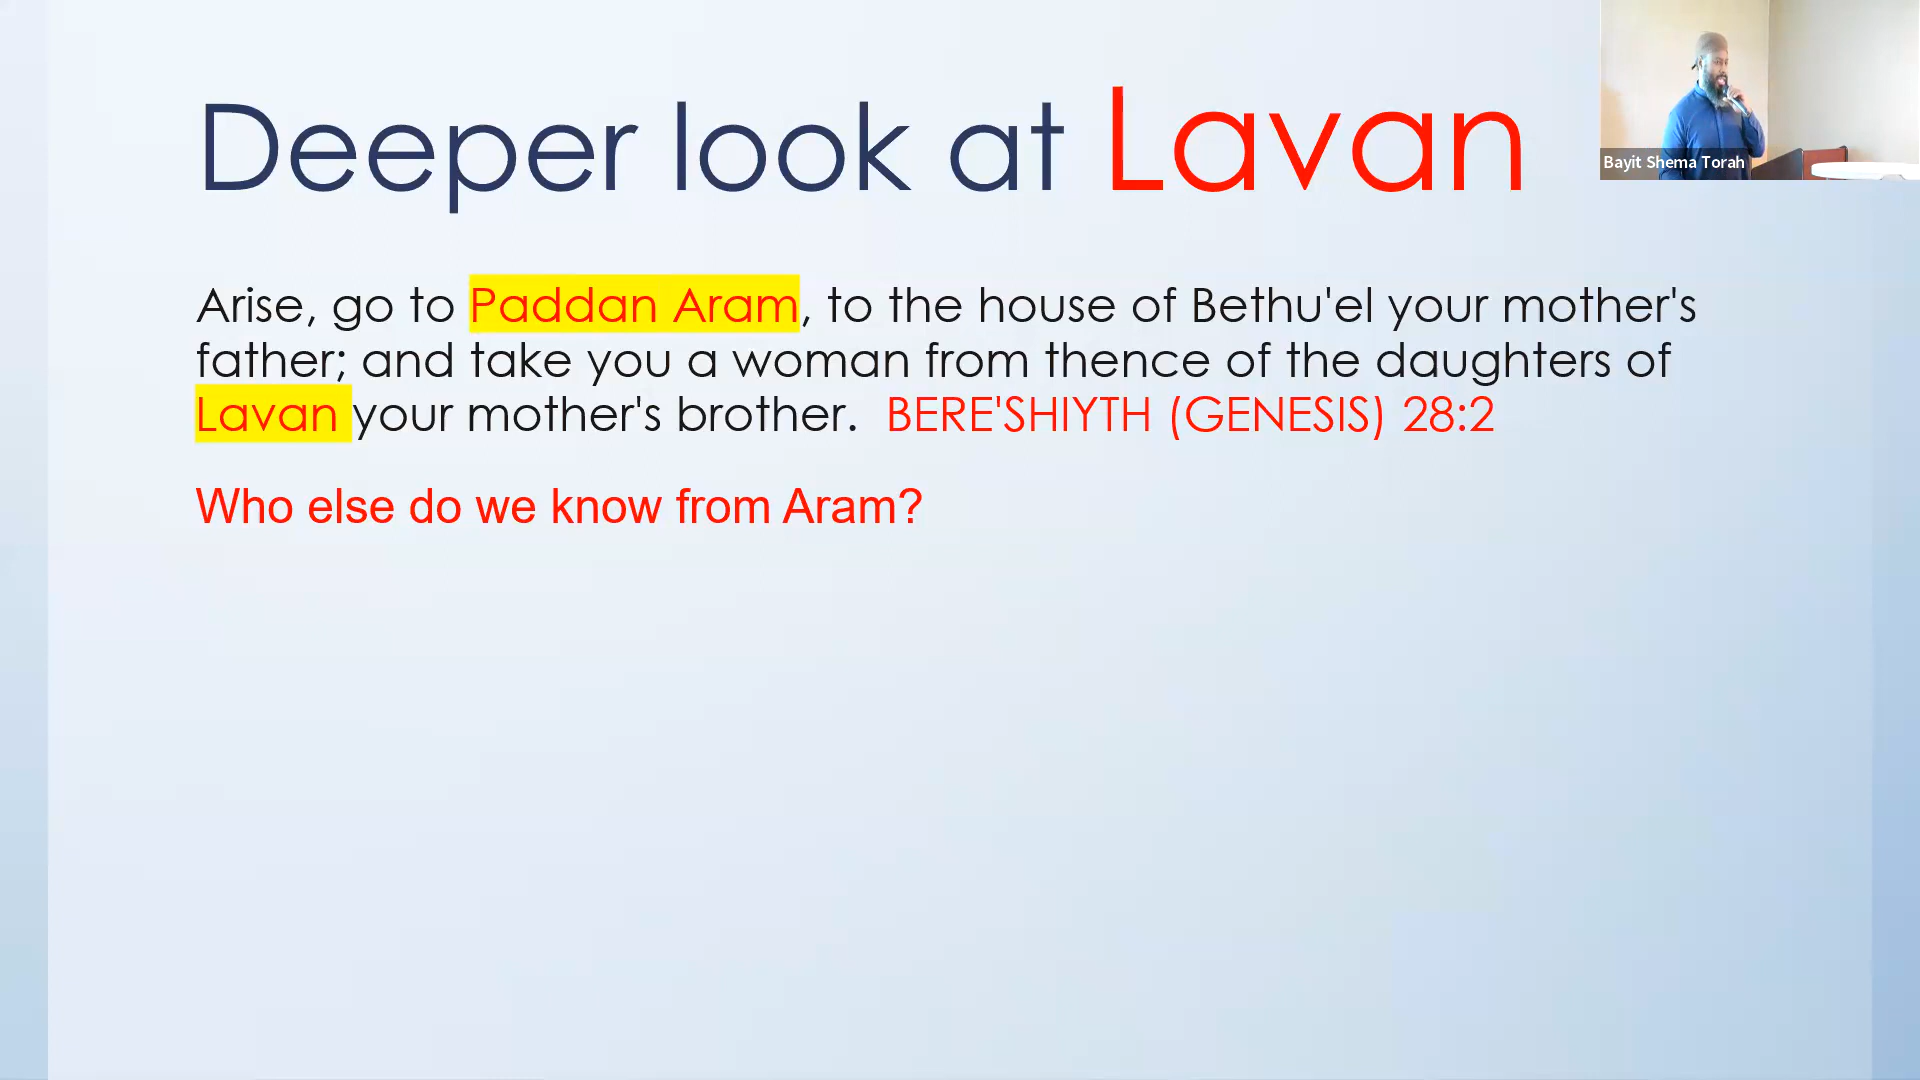 Deeper look at Lavan
Bayit Shema Torah
Arise, go to Paddan Aram, to the house of Bethu'el your mother's
father; and take you a woman from thence of the daughters of
Lavan your mother's brother. BERE'SHIYTH (GENESIS) 28:2
Who else do we know from Aram?